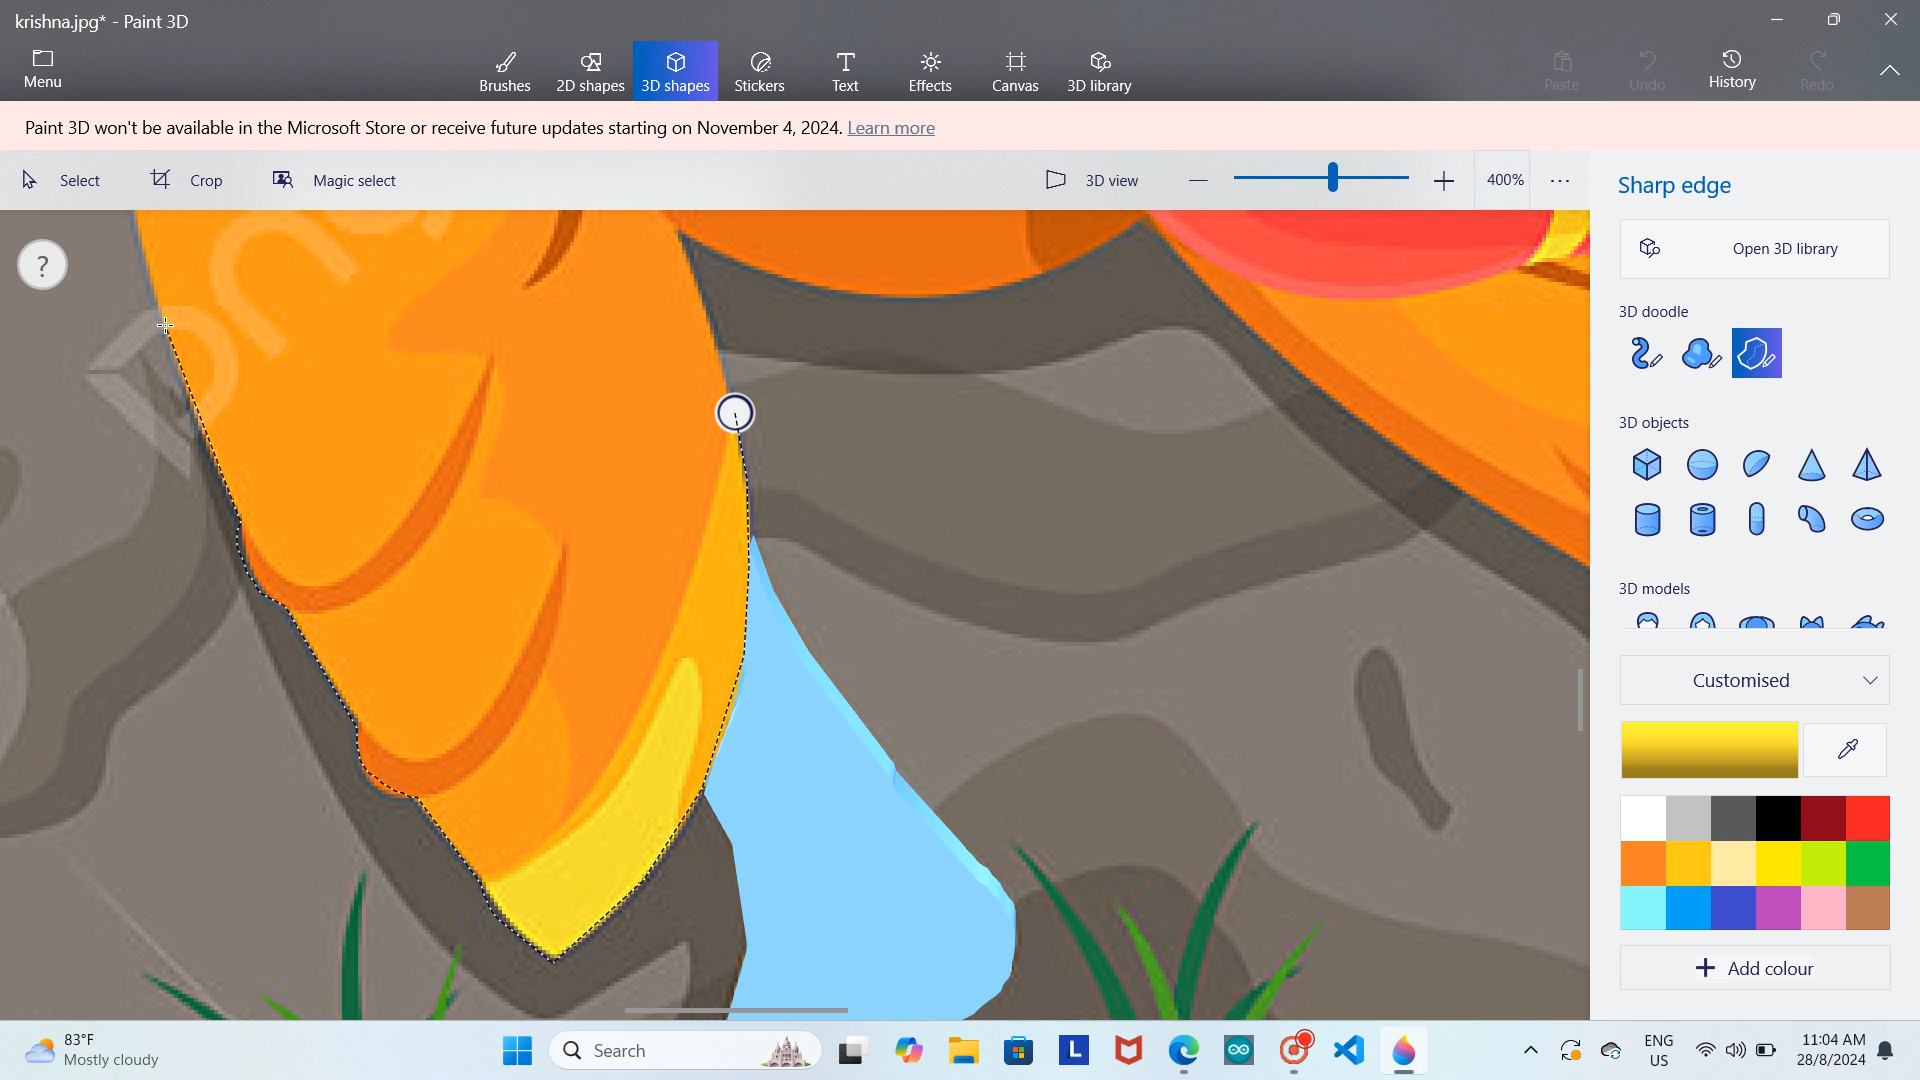 krishna.jpg* - Paint 3D
Menu
Brushes
2D shapes
3D shapes
Stickers
Text
Effects
Canvas
3D library
Paste
Undo
History
Redo
Paint 3D won't be available in the Microsoft Store or receive future updates starting on November 4, 2024. Learn more
Select
Crop
Magic select
3D view
400%
Sharp edge
Open 3D library
3D doodle
3D objects
3D models
Customised
Add colour
?
png
83°F
Mostly cloudy
Search
L
ENG
US
11:04 AM
28/8/2024